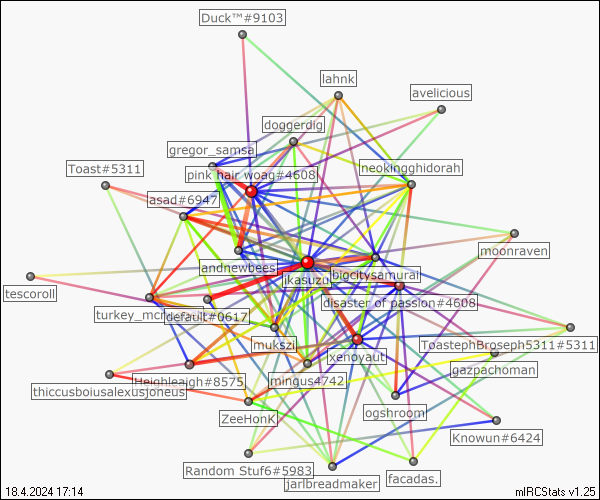 Duck™#9103
lahnk
avelicious
doggerdig
gregor_samsa
Toast#5311
pink hair woag#4608
neokingghidorah
asad#6947
moonraven
andnewbees
bigcitysamurai
tescoroll
ikasuzu
disaster of passion#4608
default#0617
ToastephBroseph5311#5311
mukszil
xenoyaut
gazpachoman
thiccusboiusalexusjoneus
Heighleaigh#8575
mingus4742
ogshroom
ZeeHonK
Knowun#6424
Random Stuf6#5983
facadas.
jarlbreadmaker
18.4.2024 17:14
mIRCStats v1.25